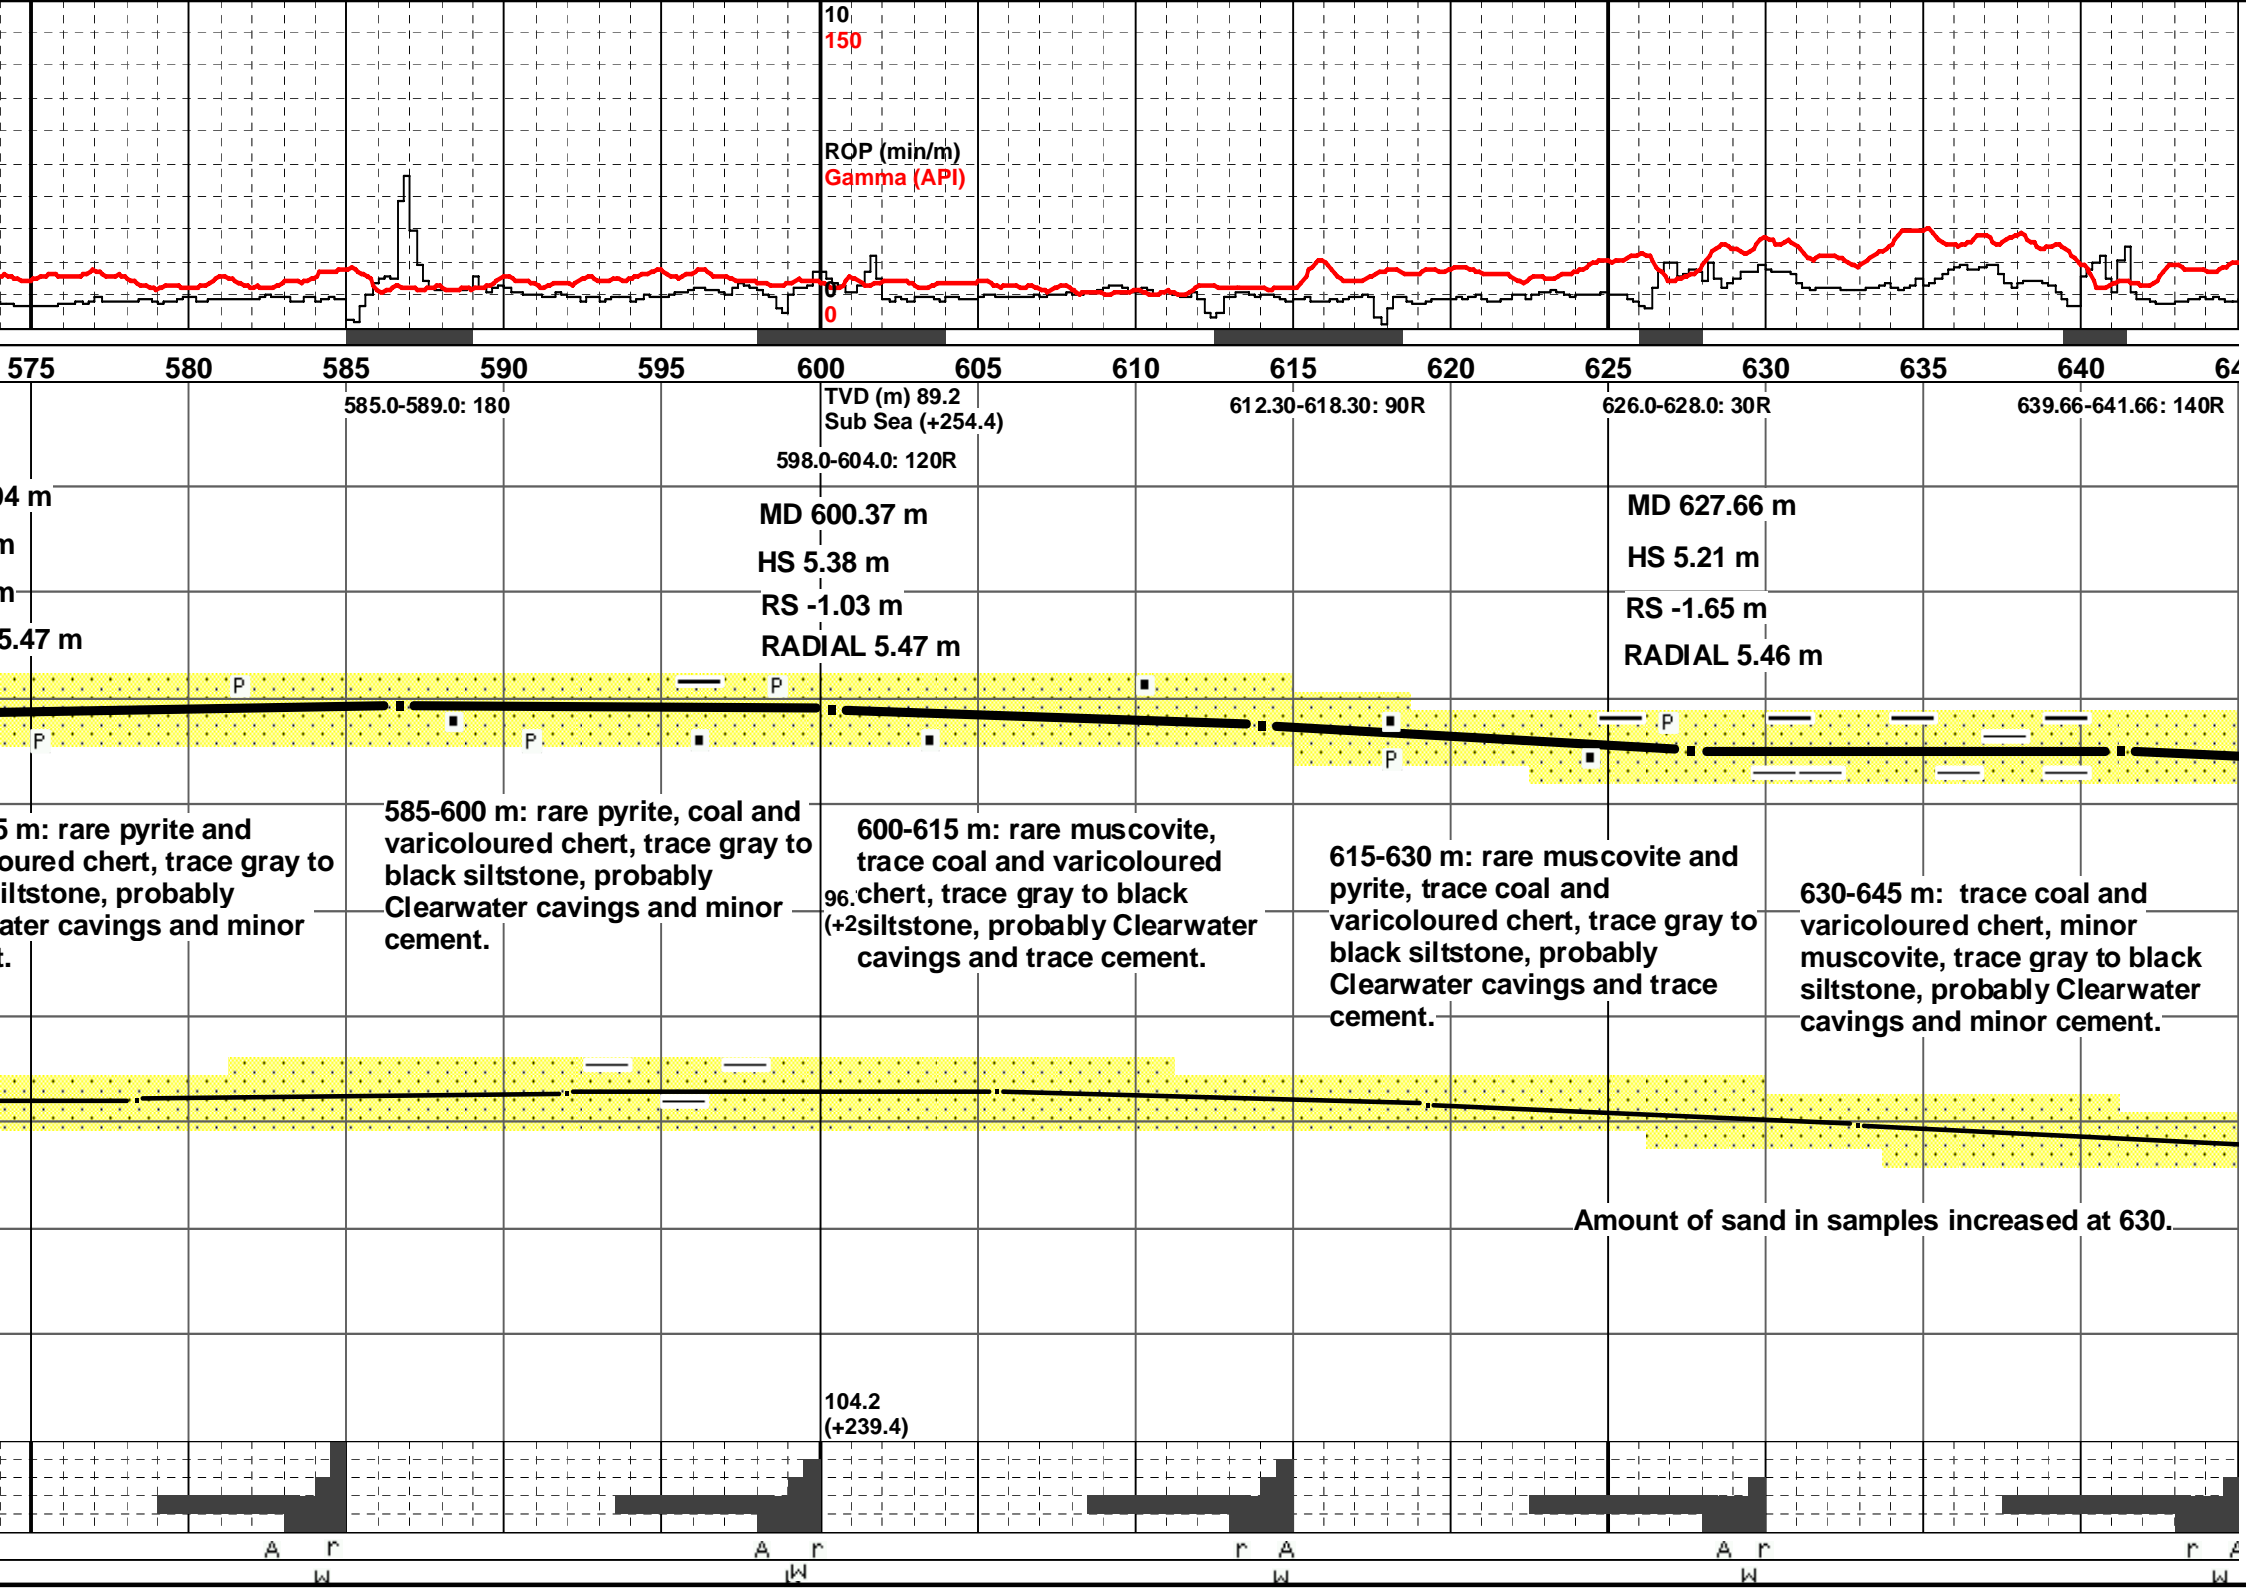 10
150
ROP (min/m)
Gamma (API)
0
0
575 580 585 590 595 600 605 610 615 620 625 630 635 640 64
585.0-589.0: 180
TVD (m) 89.2
Sub Sea (+254.4)
612.30-618.30: 90R
626.0-628.0: 30R
639.66-641.66: 140R
598.0-604.0: 120R
04 m
m
m
5.47 m
MD 600.37 m
HS 5.38 m
RS -1.03 m
RADIAL 5.47 m
MD 627.66 m
HS 5.21 m
RS -1.65 m
RADIAL 5.46 m
P P
P P P P
5 m: rare pyrite and
oured chert, trace gray to
iltstone, probably
ater cavings and minor
t.
585-600 m: rare pyrite, coal and
varicoloured chert, trace gray to
black siltstone, probably
Clearwater cavings and minor
cement.
96.
(+2
600-615 m: rare muscovite,
trace coal and varicoloured
chert, trace gray to black
siltstone, probably Clearwater
cavings and trace cement.
615-630 m: rare muscovite and
pyrite, trace coal and
varicoloured chert, trace gray to
black siltstone, probably
Clearwater cavings and trace
cement.
630-645 m: trace coal and
varicoloured chert, minor
muscovite, trace gray to black
siltstone, probably Clearwater
cavings and minor cement.
Amount of sand in samples increased at 630.
104.2
(+239.4)
A r A r r A A r r A
W W W W W